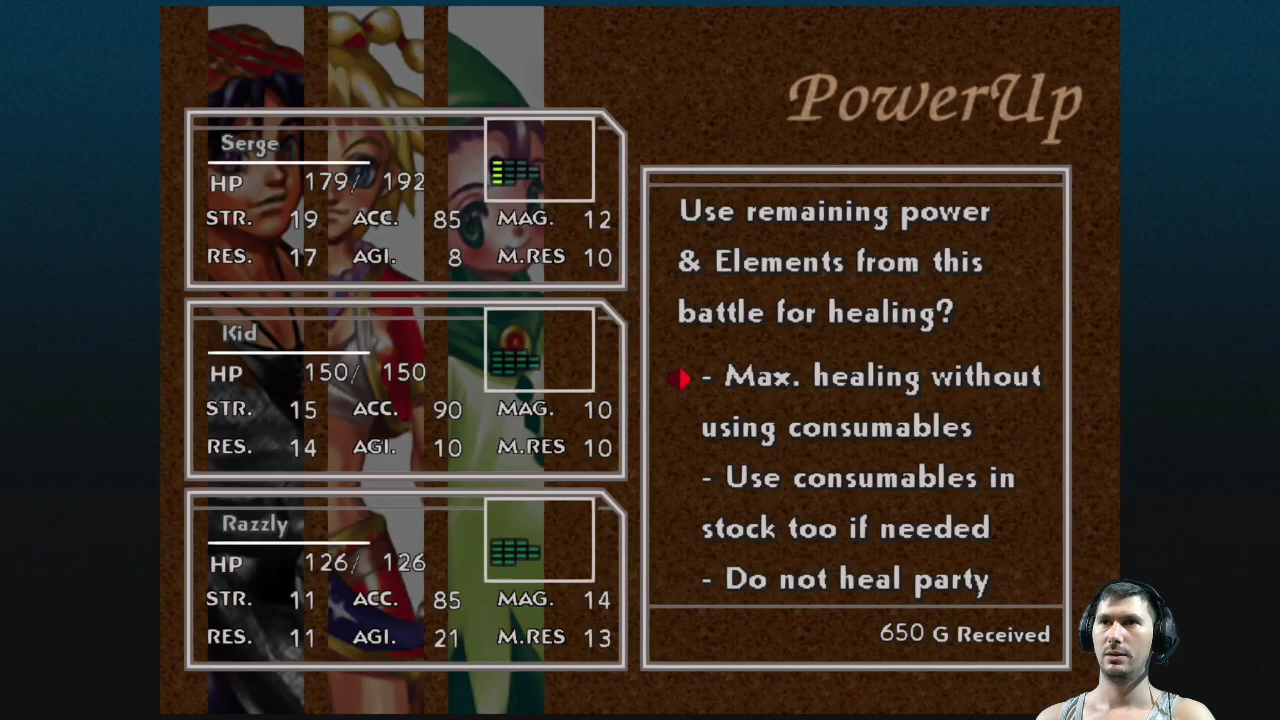 PowerUp
Serge
HP 179/ 192
STR. 19 ACC. 85 MAG. 12
RES. 17 AGI. 8 M.RES 10
Kid
HP 150/ 150
STR. 15 ACC. 90 MAG. 10
RES. 14 AGI. 10 M.RES 10
Razzly
HP 126/ 126
STR. 11 ACC. 85 MAG. 14
RES. 11 AGI. 21 M.RES 13
Use remaining power
& Elements from this
battle for healing?
- Max. healing without
using consumables
- Use consumables in
stock too if needed
- Do not heal party
650 G Received